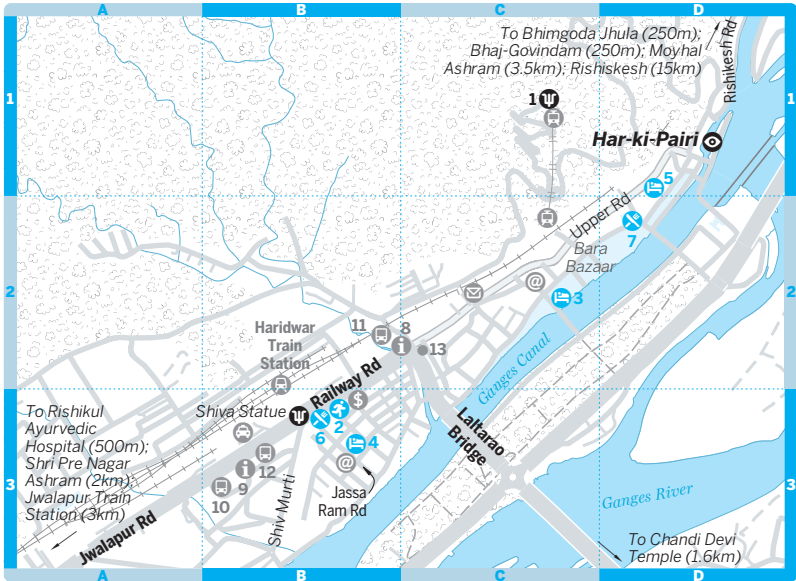 A
B
C
D
1
1
2
2
3
3
To Bhimgoda Jhula (250m);
Bhaj-Govindam (250m); Moyhal
Ashram (3.5km); Rishiskesh (15km)
Rishikesh Rd
1
Har-ki-Pairi
5
Upper Rd
7
Bara
Bazaar
@
3
11
8
13
Haridwar
Train
Station
Railway Rd
Ganges Canal
To Rishikul
Ayurvedic
Hospital (500m);
Shri Pre Nagar
Ashram (2km);
Jwalapur Train
Station (3km)
Shiva Statue
$
6
2
4
@
Laltarao
Bridge
12
i
9
10
Jassa
Ram Rd
Shiv Murti
Jwalapur Rd
Ganges River
To Chandi Devi
Temple (1.6km)
A
B
C
D